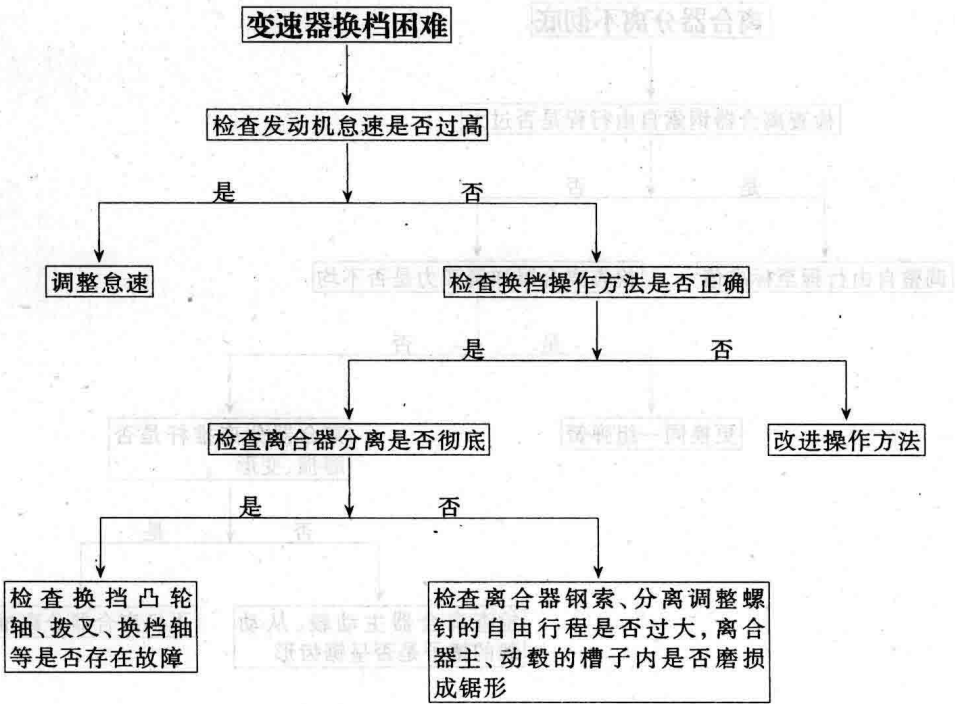 变速器换档困难
检查发动机怠速是否过高
是
否
调整怠速
检查换档操作方法是否正确
是
否
检查离合器分离是否彻底
改进操作方法
是
否
检查换挡凸轮
轴、拨叉、换档轴
等是否存在故障
检查离合器钢索、分离调整螺
钉的自由行程是否过大，离合
器主、动毂的槽子内是否磨损
成锯形